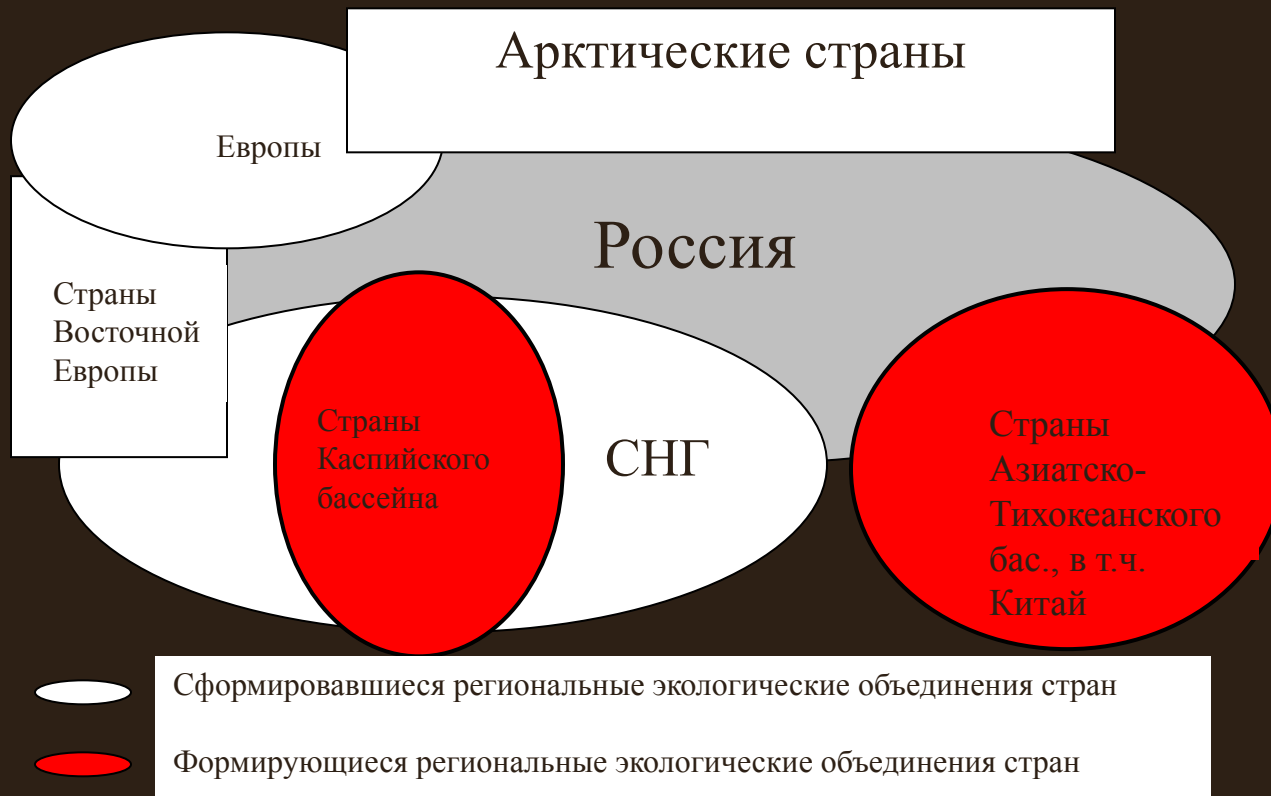 Арктические страны
Европы
Россия
Страны
Восточной
Европы
Страны
Каспийского
бассейна
СНГ
Страны
Азиатско-
Тихокеанского
бас., в т.ч.
Китай
Сформировавшиеся региональные экологические объединения стран
Формирующиеся региональные экологические объединения стран